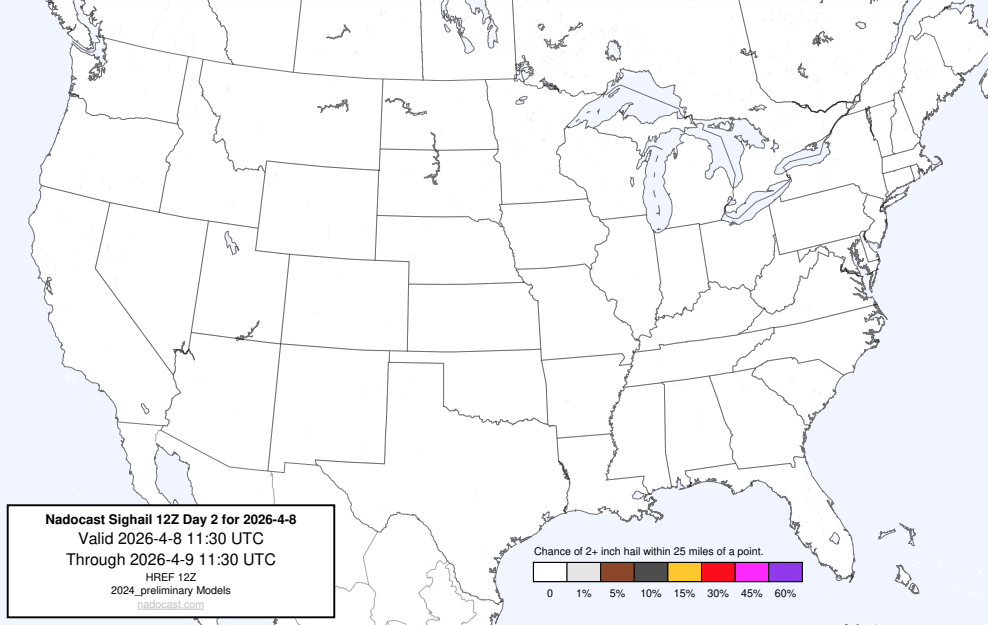 Nadocast Sighail 12Z Day 2 for 2026-4-8
Valid 2026-4-8 11:30 UTC
Through 2026-4-9 11:30 UTC
HREF 12Z
2024_preliminary Models
nadocast.com
Chance of 2+ inch hail within 25 miles of a point.
0 1% 5% 10% 15% 30% 45% 60%